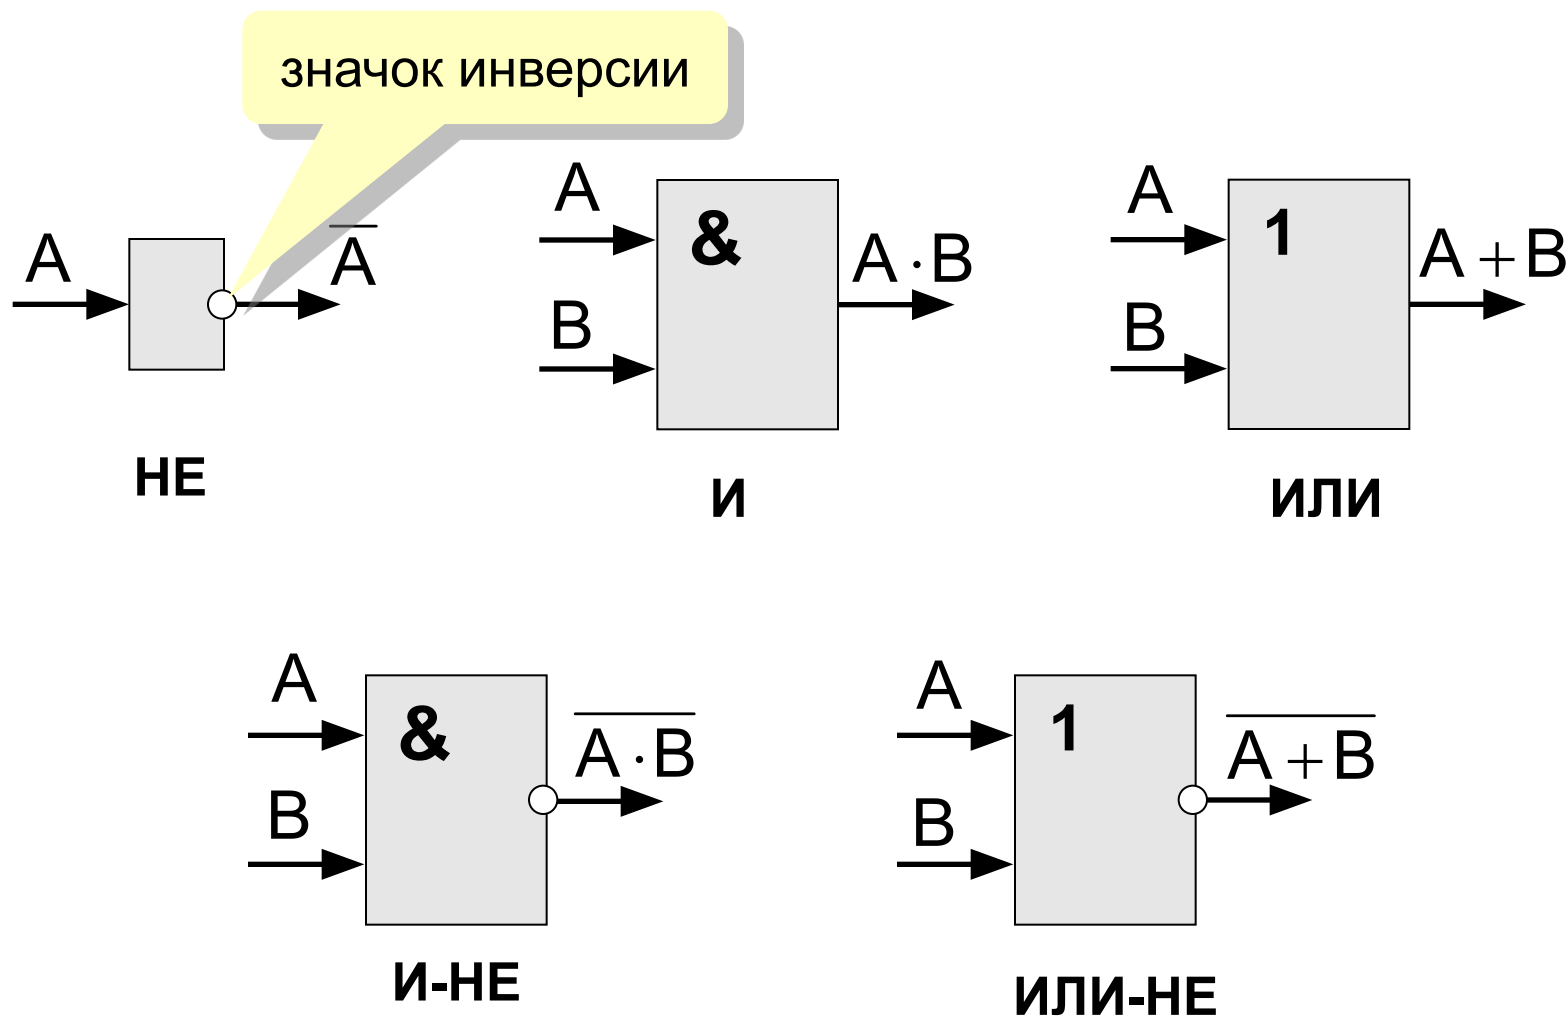 значок инверсии
A
A̅
НЕ
A
B
&
A · B
И
A
B
1
A + B
ИЛИ
A
B
&
A̅ ̅·̅ ̅B̅
И-НЕ
A
B
1
A̅ ̅+̅ ̅B̅
ИЛИ-НЕ